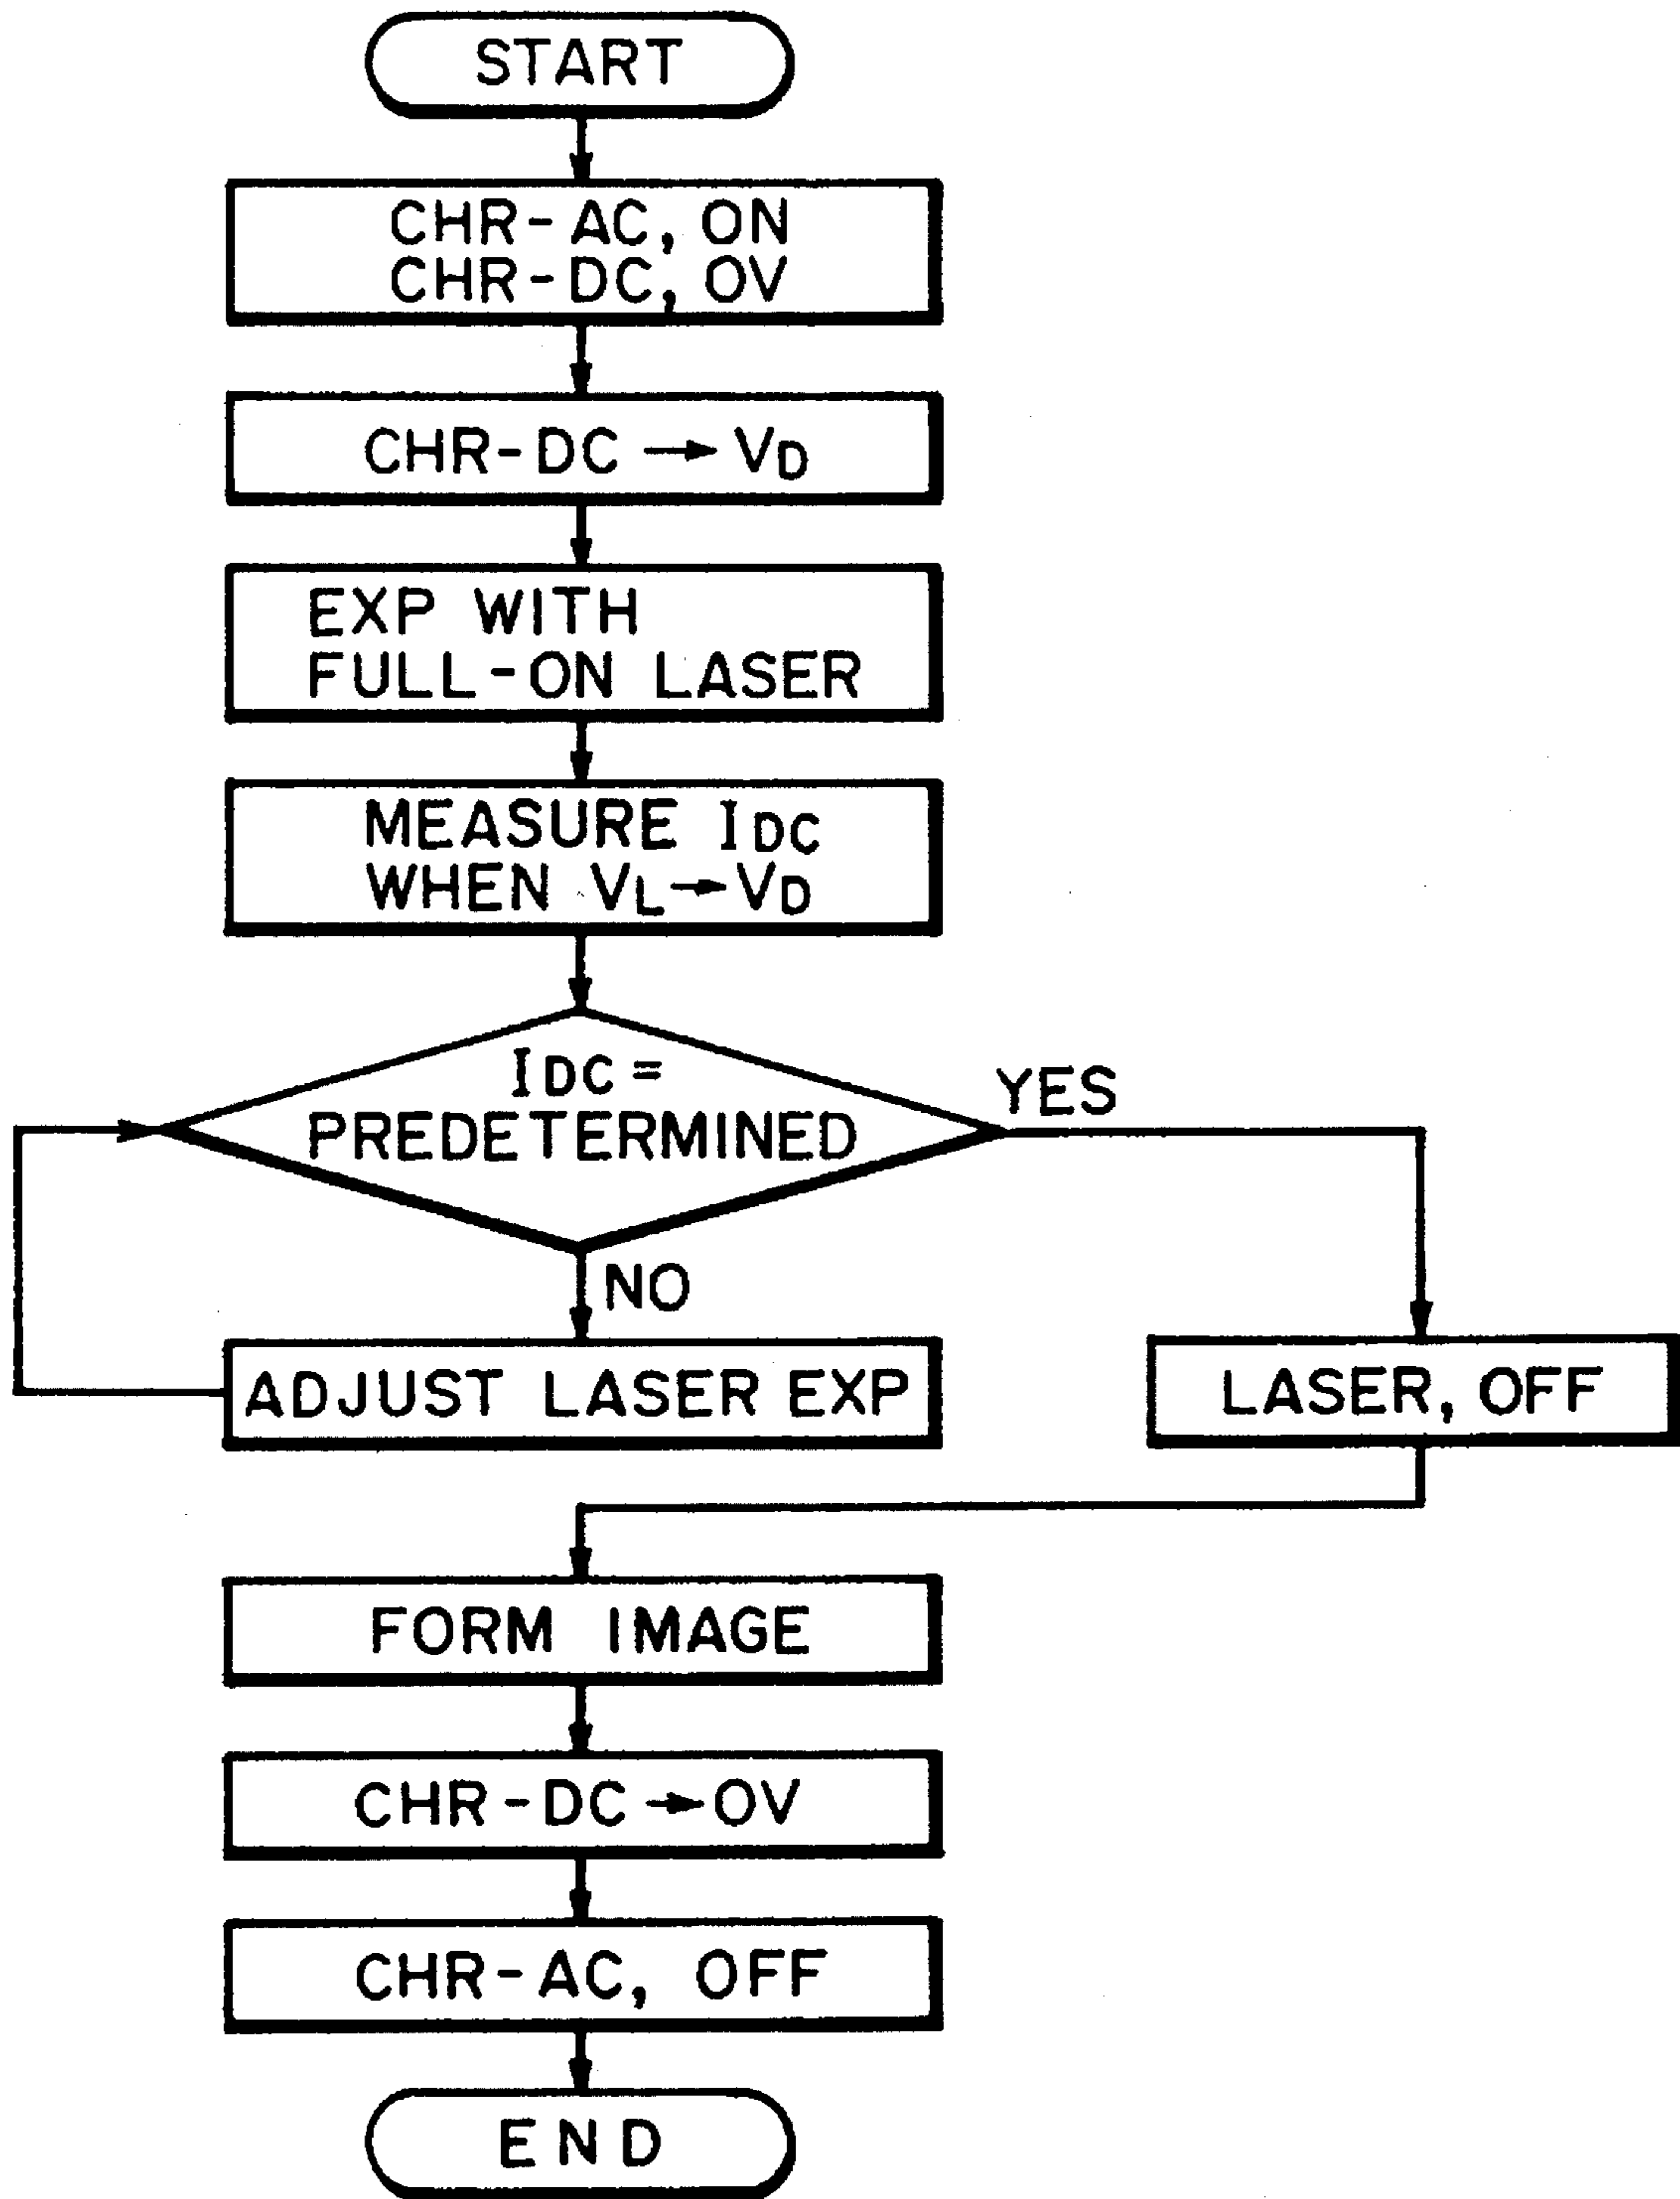 START
CHR-AC, ON
CHR-DC, OV
CHR-DC → VD
EXP WITH
FULL-ON LASER
MEASURE IDC
WHEN VL → VD
IDC =
PREDETERMINED
YES
NO
ADJUST LASER EXP
LASER, OFF
FORM IMAGE
CHR-DC → OV
CHR-AC, OFF
END